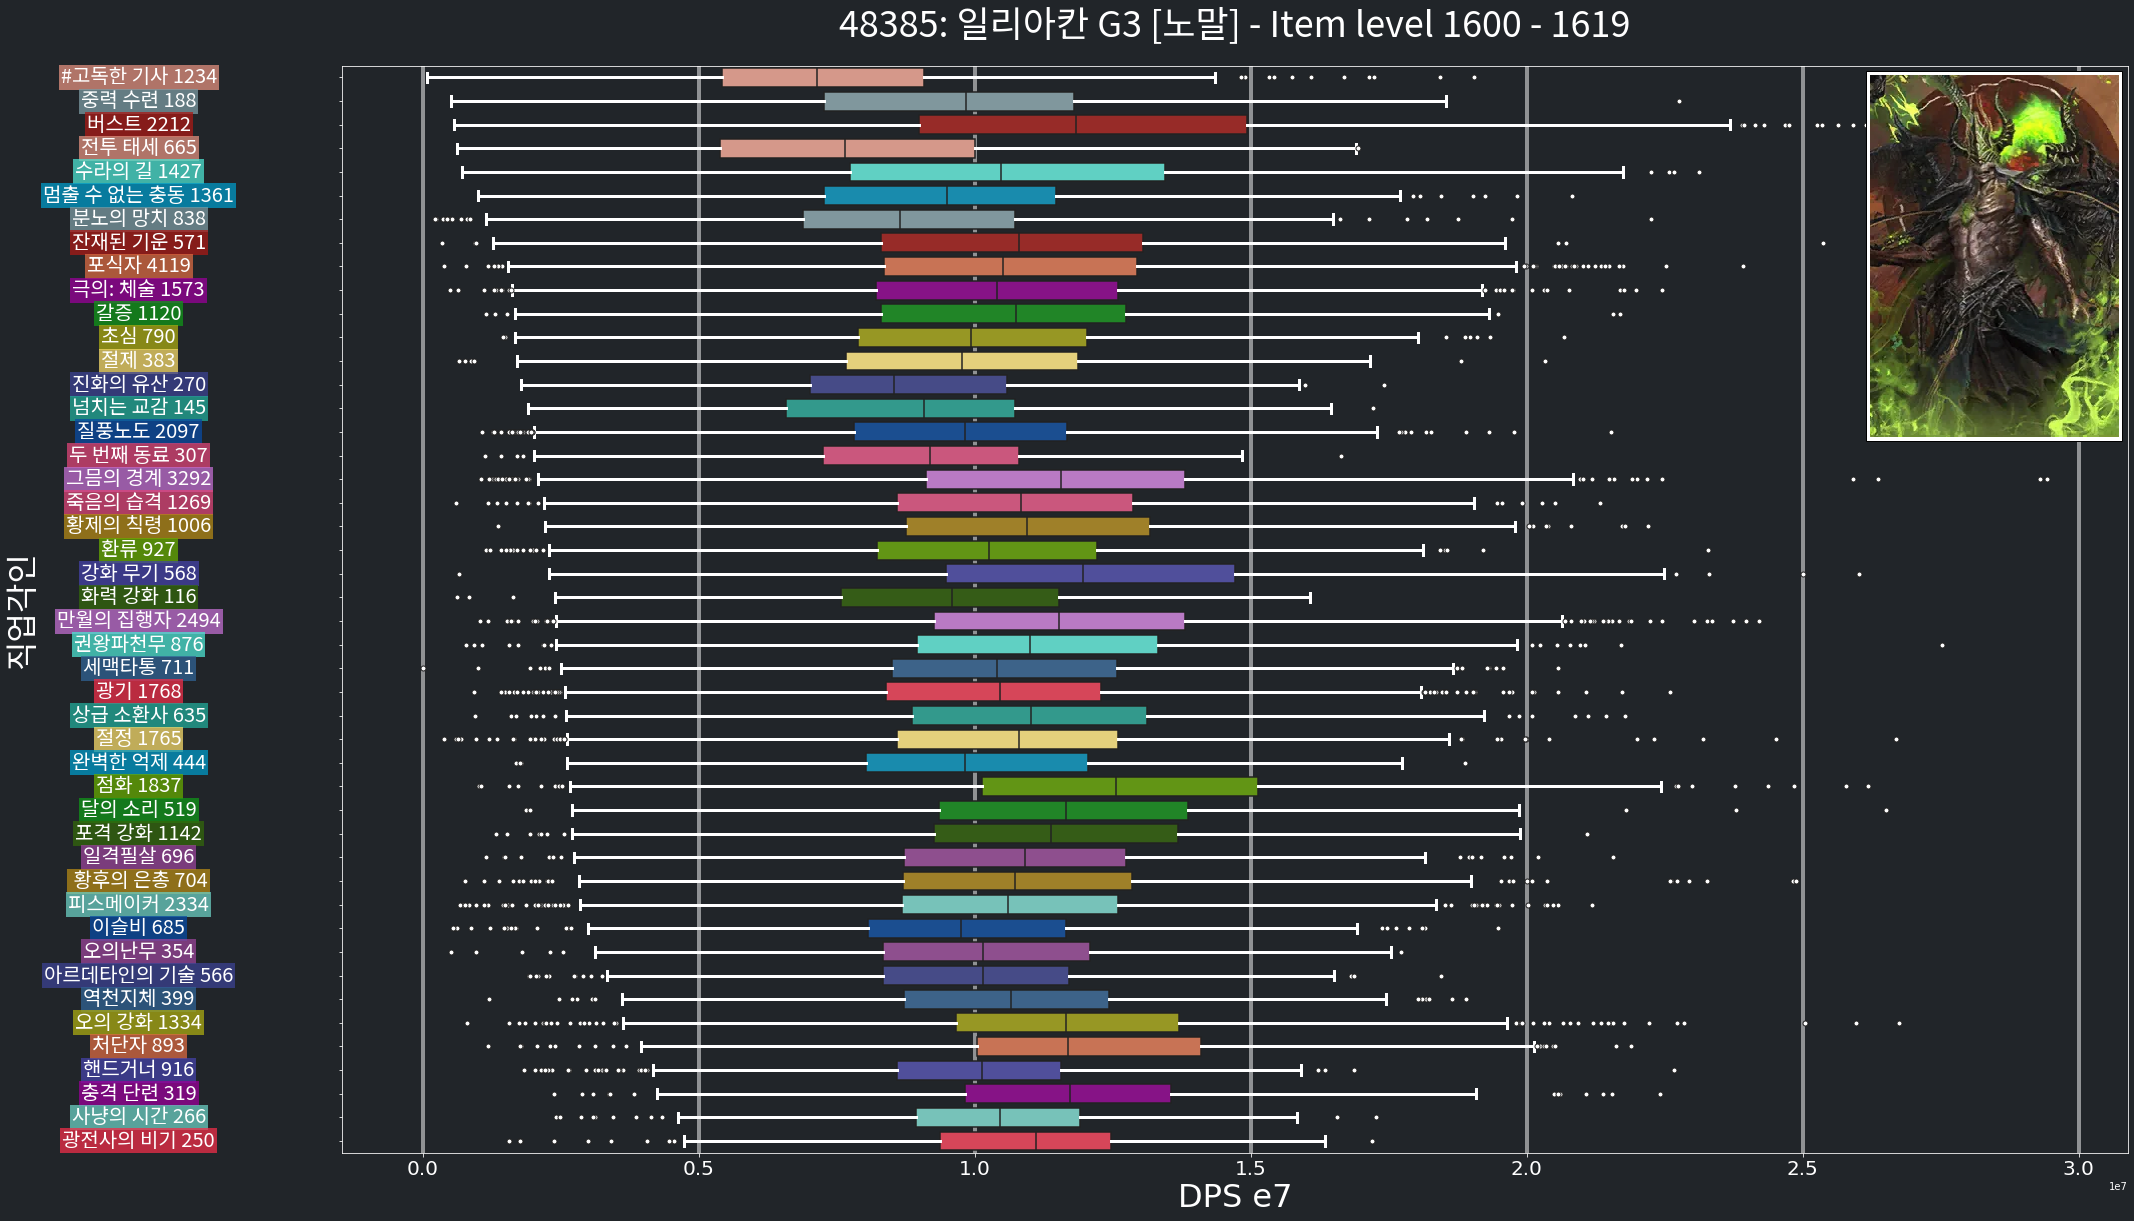 48385: 일리아칸 G3 [노말] - Item level 1600 - 1619
직업각인
#고독한 기사 1234
중력 수련 188
버스트 2212
전투 태세 665
수라의 길 1427
멈출 수 없는 충동 1361
분노의 망치 838
잔재된 기운 571
포식자 4119
극의: 체술 1573
갈증 1120
초심 790
절제 383
진화의 유산 270
넘치는 교감 145
질풍노도 2097
두 번째 동료 307
그믐의 경계 3292
죽음의 습격 1269
황제의 칙령 1006
환류 927
강화 무기 568
화력 강화 116
만월의 집행자 2494
권왕파천무 876
세맥타통 711
광기 1768
상급 소환사 635
절정 1765
완벽한 억제 444
점화 1837
달의 소리 519
포격 강화 1142
일격필살 696
황후의 은총 704
피스메이커 2334
이슬비 685
오의난무 354
아르데타인의 기술 566
역천지체 399
오의 강화 1334
처단자 893
핸드거너 916
충격 단련 319
사냥의 시간 266
광전사의 비기 250
0.0 0.5 1.0 1.5 2.0 2.5 3.0
1e7
DPS e7